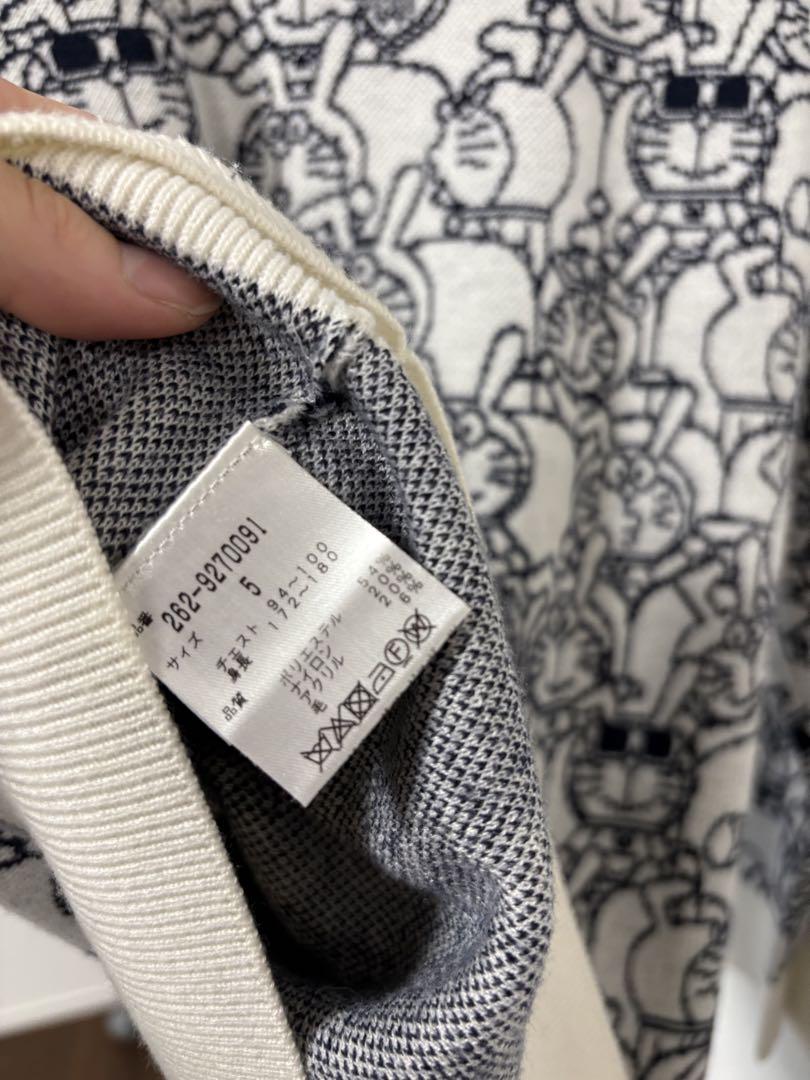 品番 262-9270091
サイズ 5
チェスト 94～100
身長 172～180
品質 ポリエステル 54%
ナイロン 20%
アクリル 20%
毛 6%